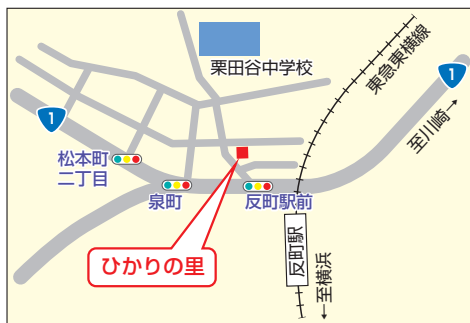 栗田谷中学校
東急東横線
1
至川崎→
1
松本町
二丁目
泉町
反町駅前
ひかりの里
反町駅
←至横浜